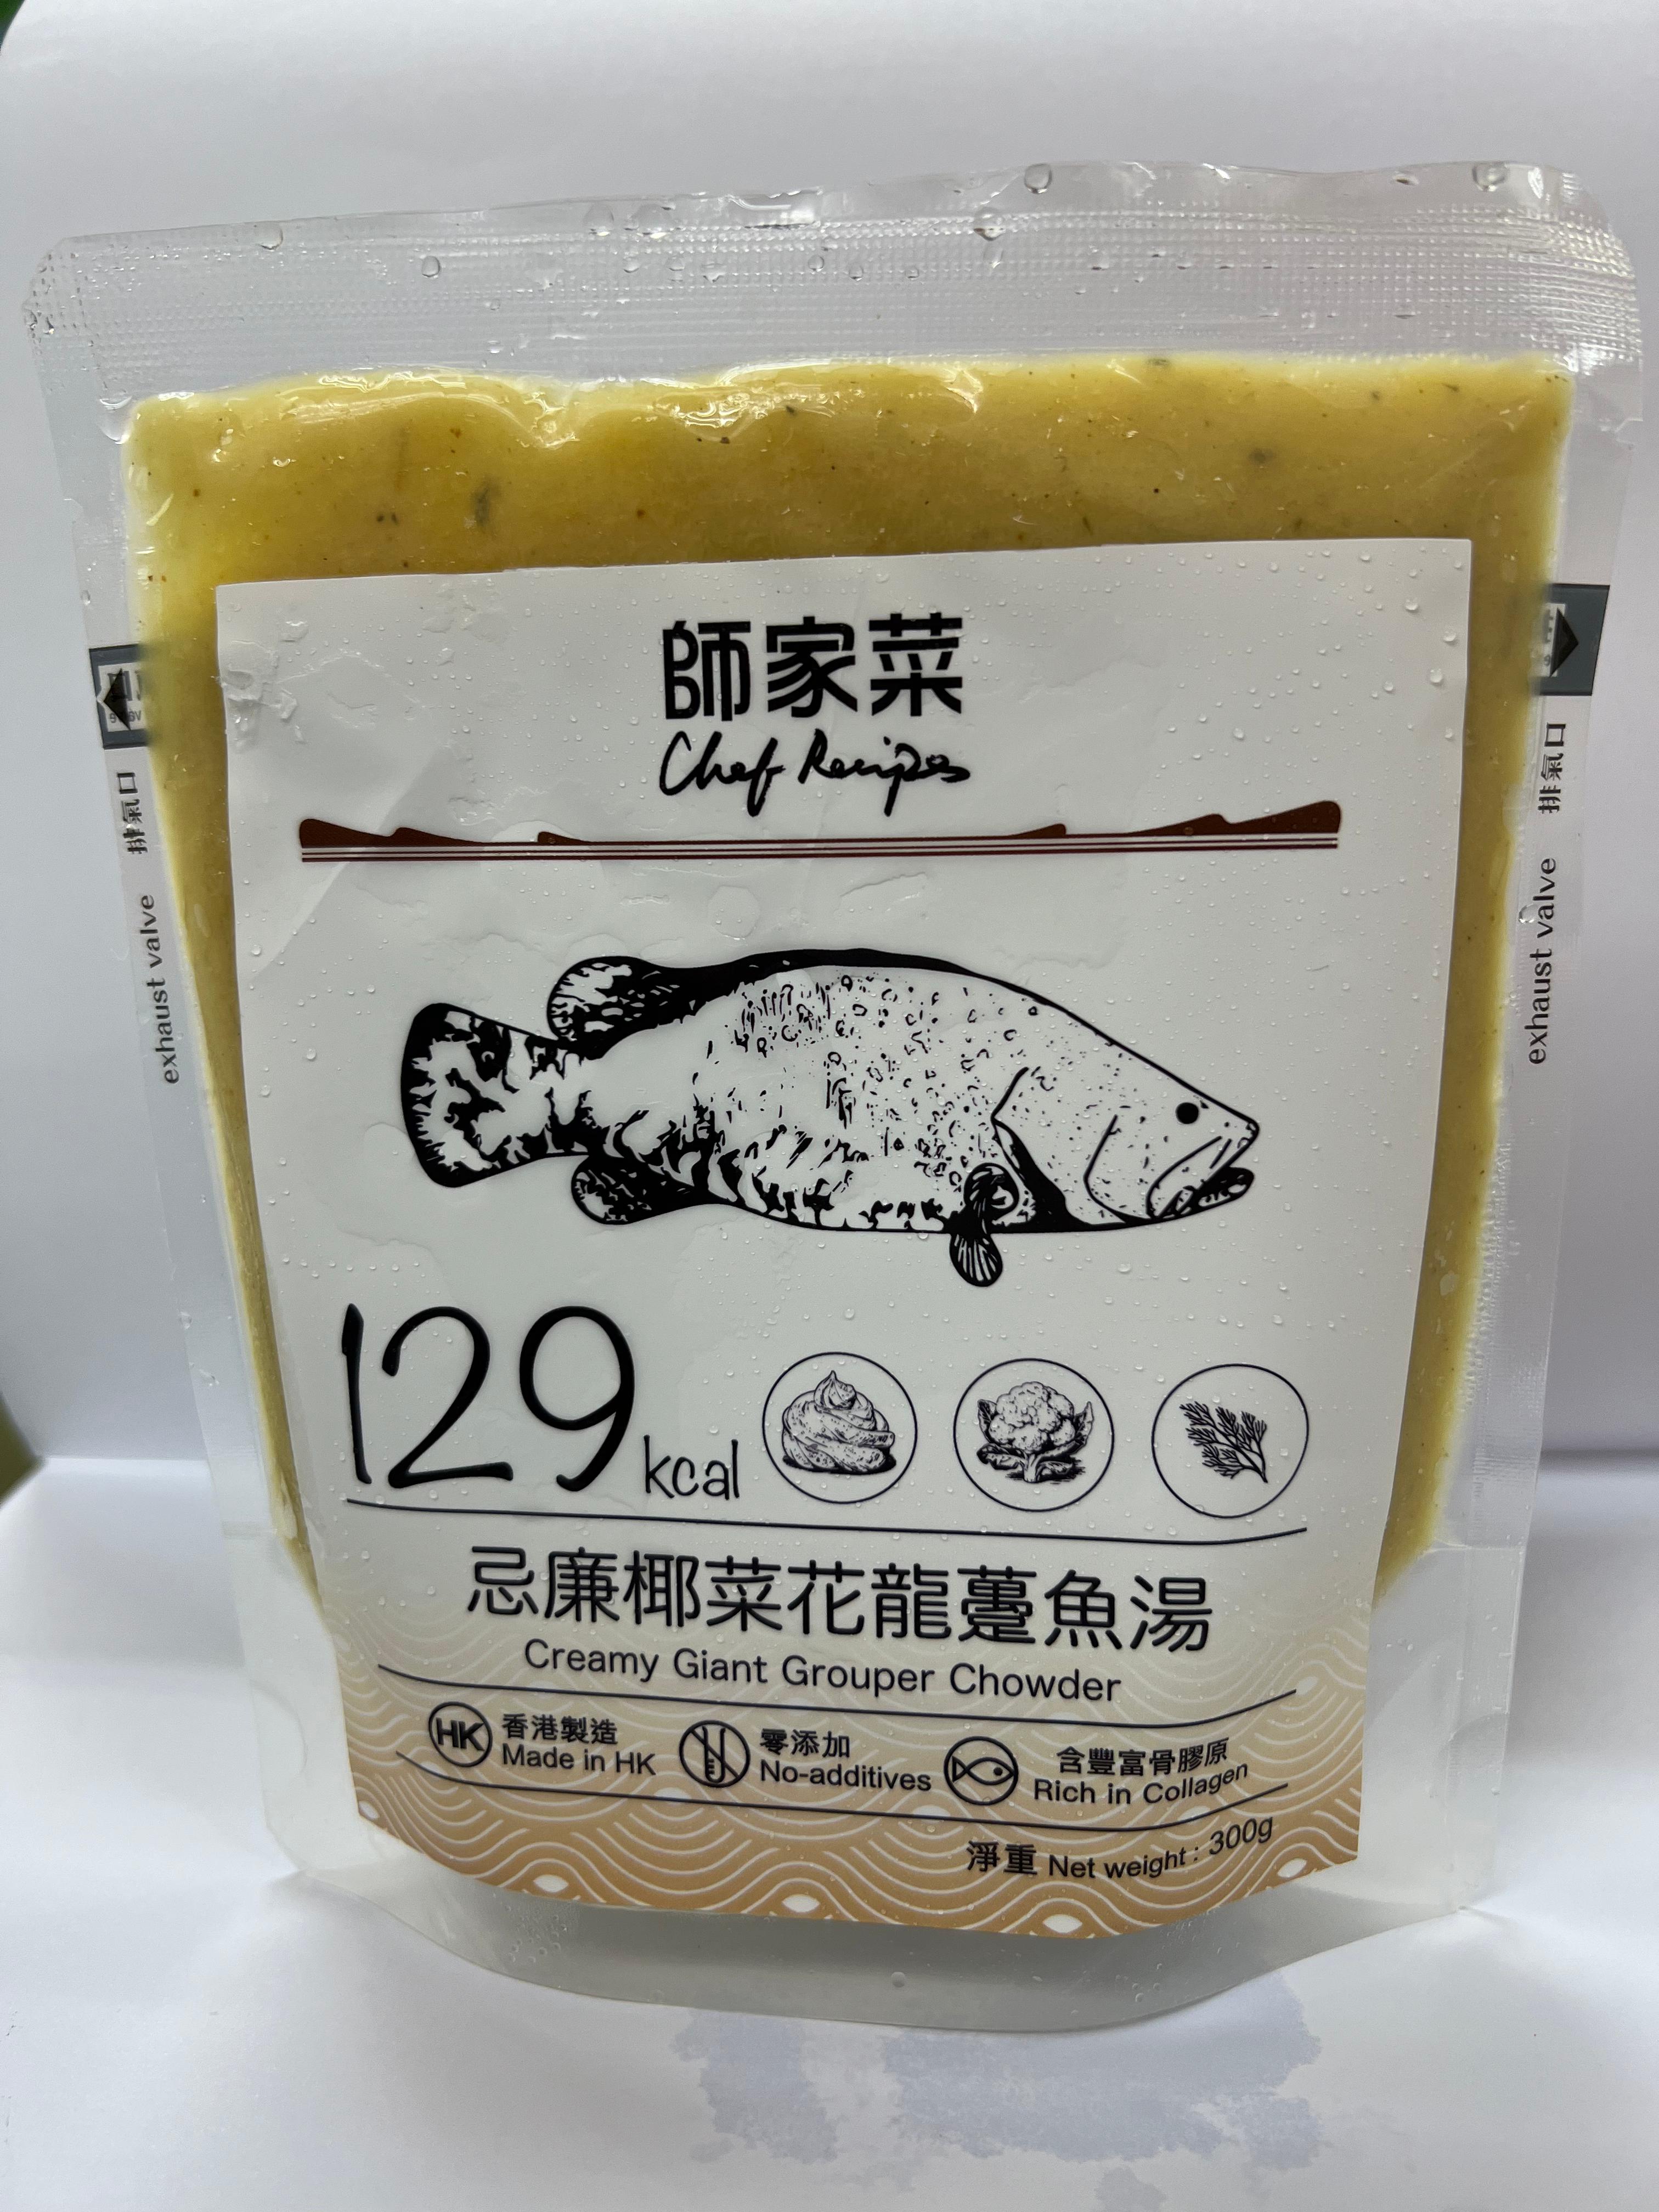 師家菜
Chef Recipes
排氣口 exhaust valve
排氣口 exhaust valve
129 kcal
忌廉椰菜花龍躉魚湯
Creamy Giant Grouper Chowder
HK 香港製造
Made in HK
零添加
No-additives
含豐富骨膠原
Rich in Collagen
淨重 Net weight : 300g